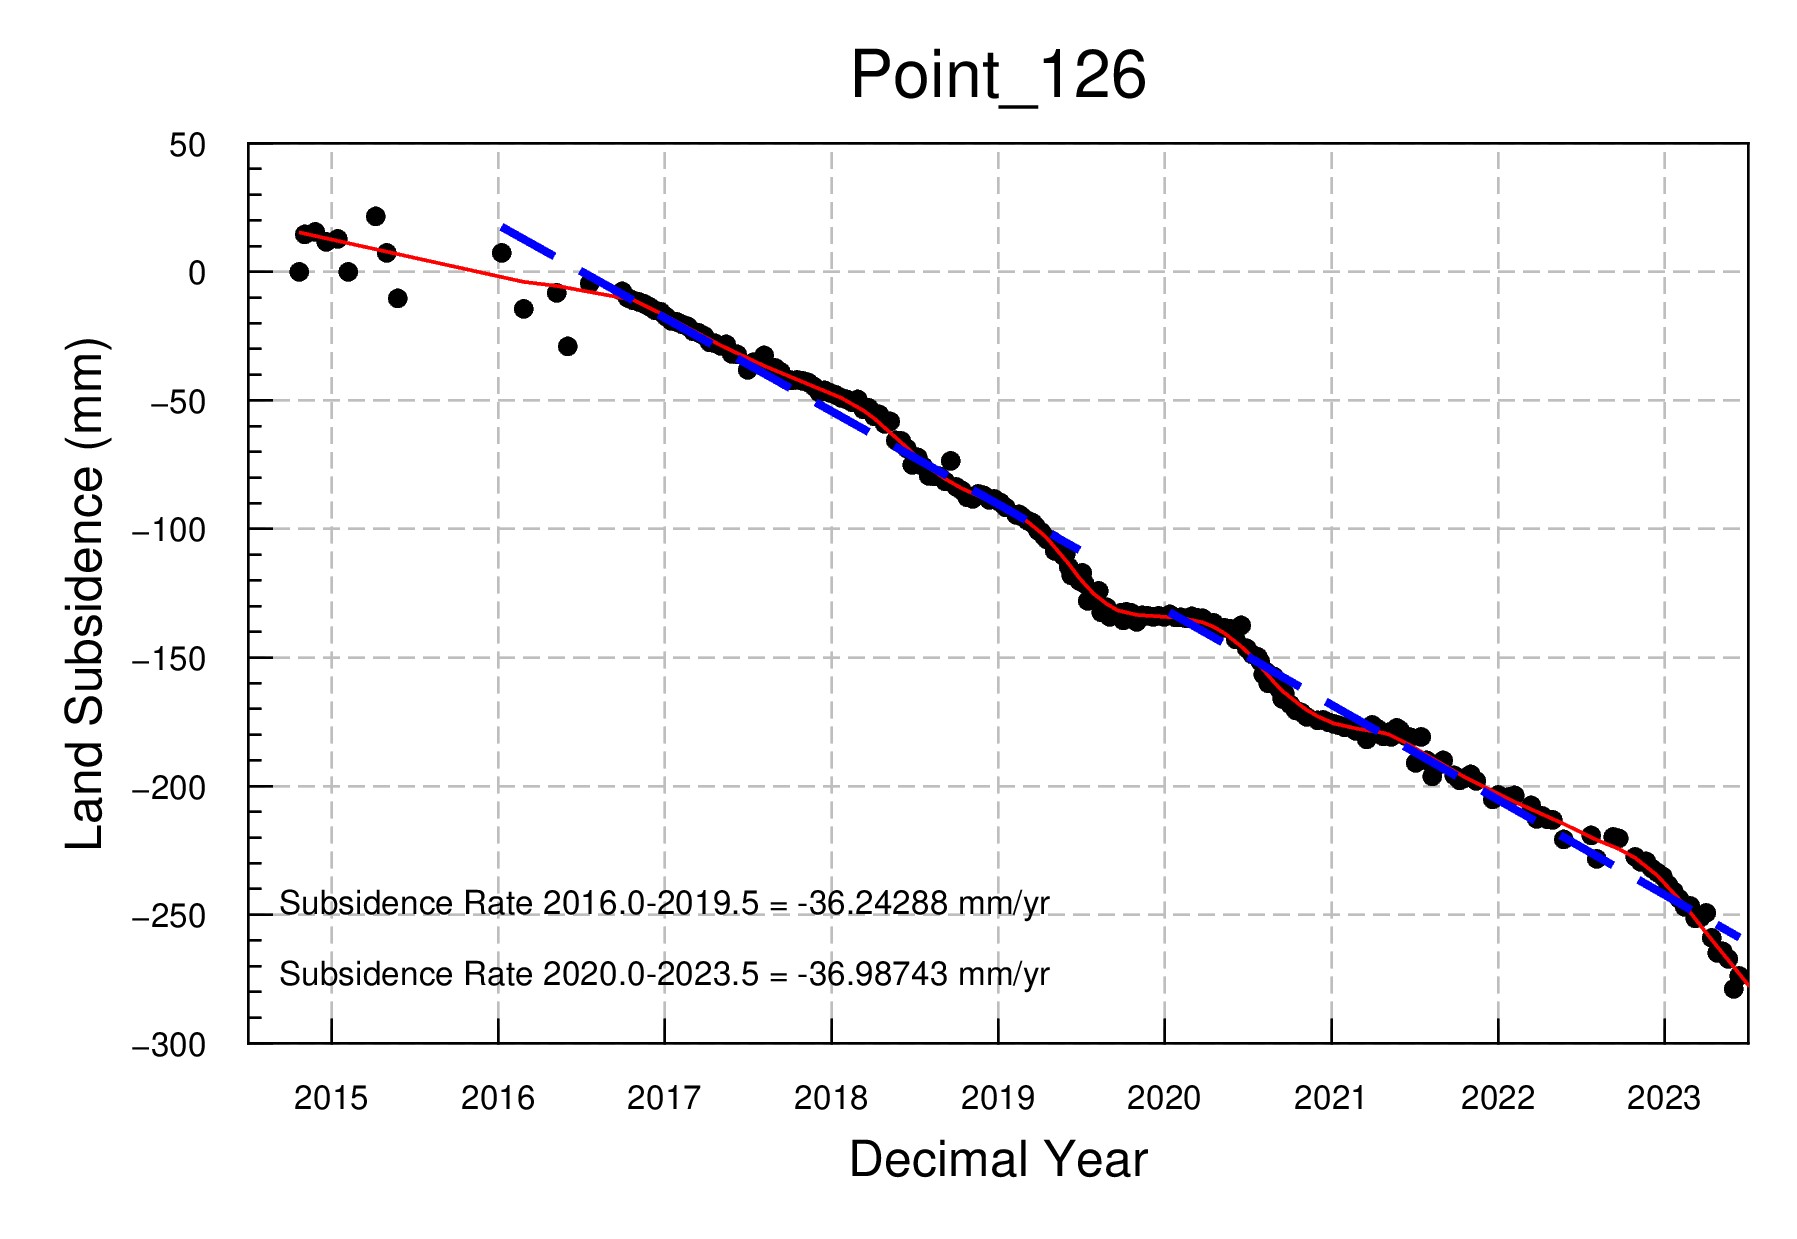 Point_126
50
0
−50
−100
−150
−200
−250
−300
Land Subsidence (mm)
Subsidence Rate 2016.0-2019.5 = -36.24288 mm/yr
Subsidence Rate 2020.0-2023.5 = -36.98743 mm/yr
2015 2016 2017 2018 2019 2020 2021 2022 2023
Decimal Year